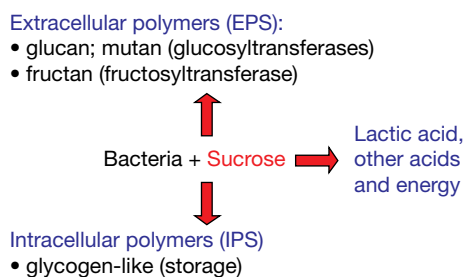 Extracellular polymers (EPS):
• glucan; mutan (glucosyltransferases)
• fructan (fructosyltransferase)
Bacteria + Sucrose
Lactic acid,
other acids
and energy
Intracellular polymers (IPS)
• glycogen-like (storage)